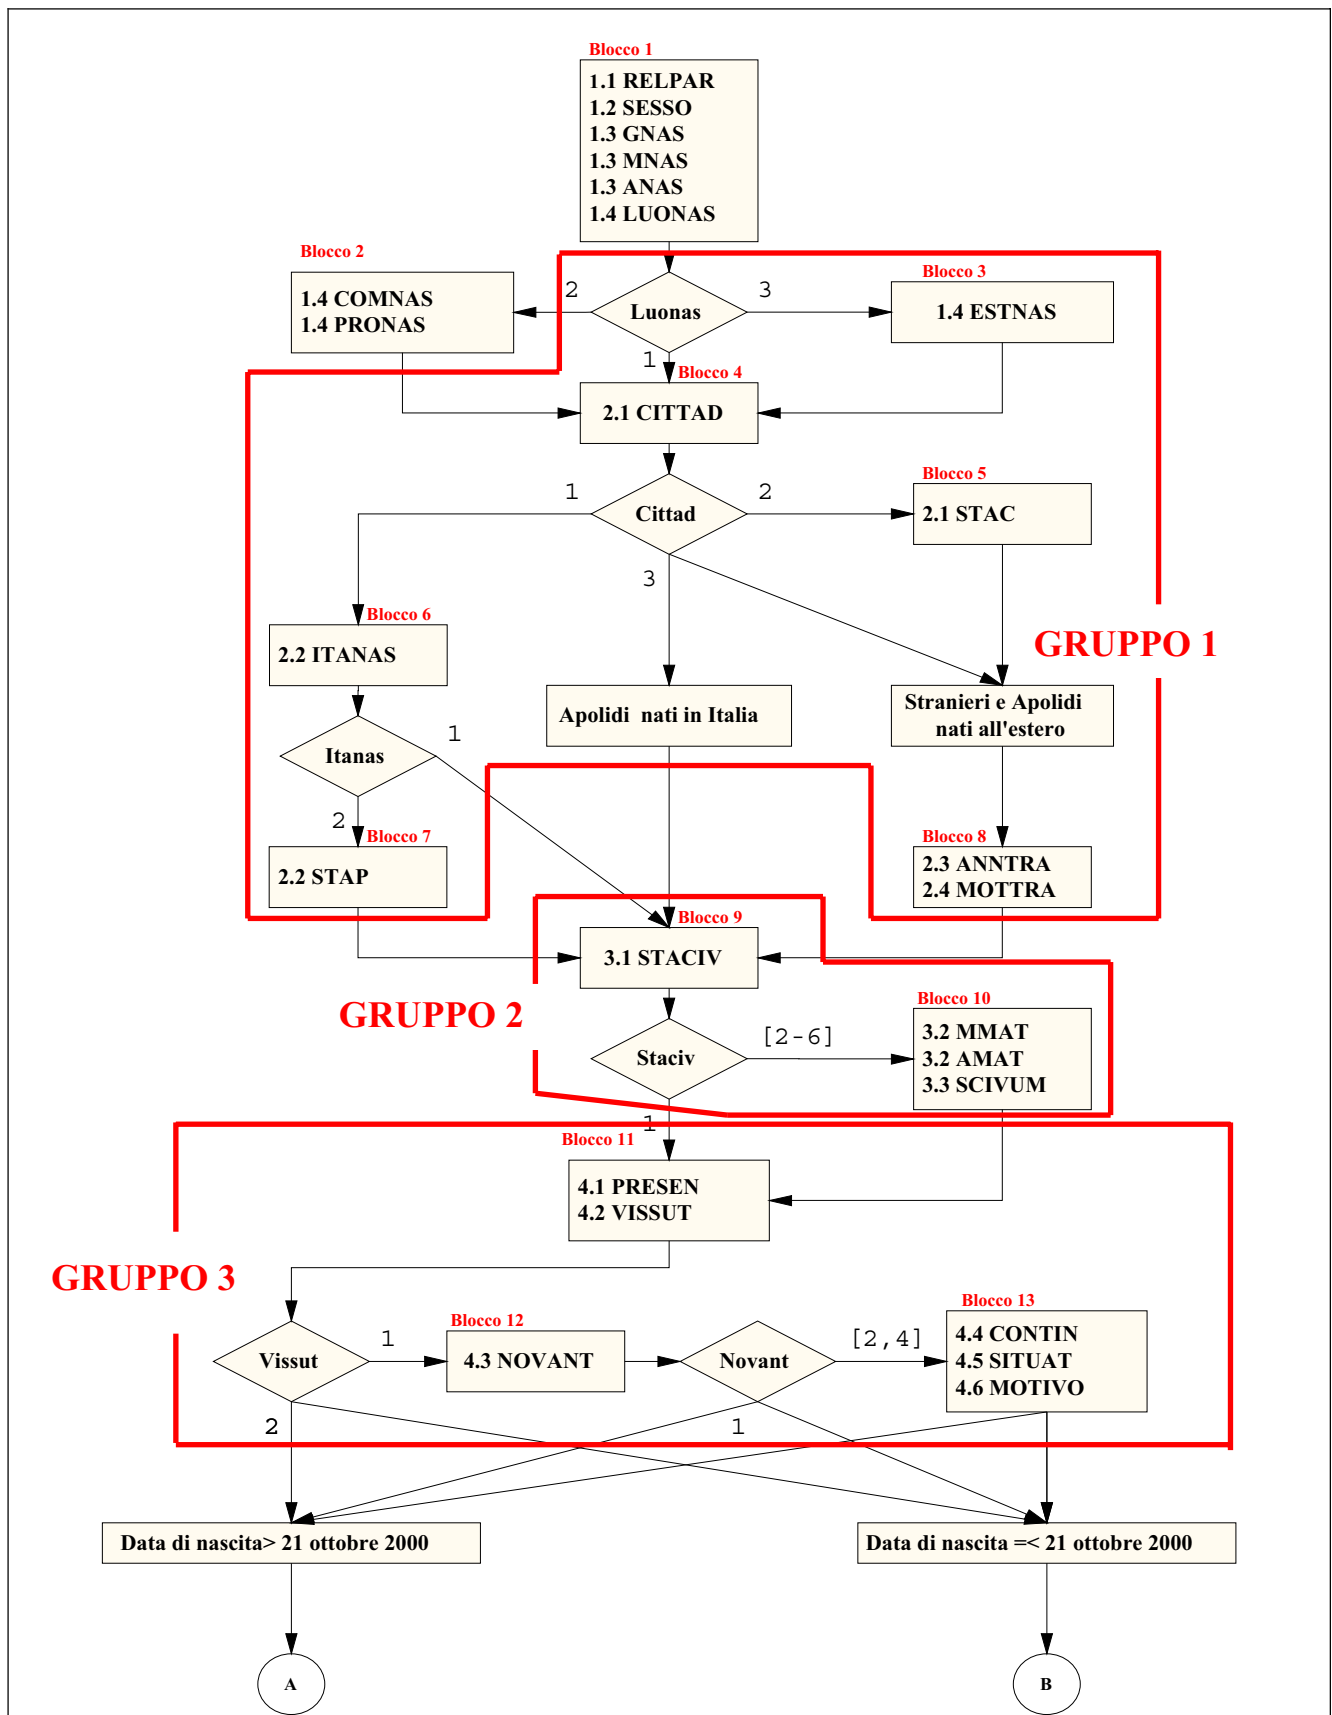 Blocco 1
1.1 RELPAR
1.2 SESSO
1.3 GNAS
1.3 MNAS
1.3 ANAS
1.4 LUONAS
Blocco 2
1.4 COMNAS
1.4 PRONAS
2
Luonas
3
1
Blocco 3
1.4 ESTNAS
Blocco 4
2.1 CITTAD
1
Cittad
2
3
Blocco 5
2.1 STAC
Blocco 6
2.2 ITANAS
GRUPPO 1
Itanas
1
2
Apolidi nati in Italia
Stranieri e Apolidi
nati all'estero
Blocco 7
2.2 STAP
Blocco 8
2.3 ANNTRA
2.4 MOTTRA
Blocco 9
3.1 STACIV
GRUPPO 2
Staciv
[2-6]
1
Blocco 10
3.2 MMAT
3.2 AMAT
3.3 SCIVUM
Blocco 11
4.1 PRESEN
4.2 VISSUT
GRUPPO 3
Vissut
1
2
Blocco 12
4.3 NOVANT
Novant
[2,4]
1
Blocco 13
4.4 CONTIN
4.5 SITUAT
4.6 MOTIVO
Data di nascita> 21 ottobre 2000
Data di nascita =< 21 ottobre 2000
A
B